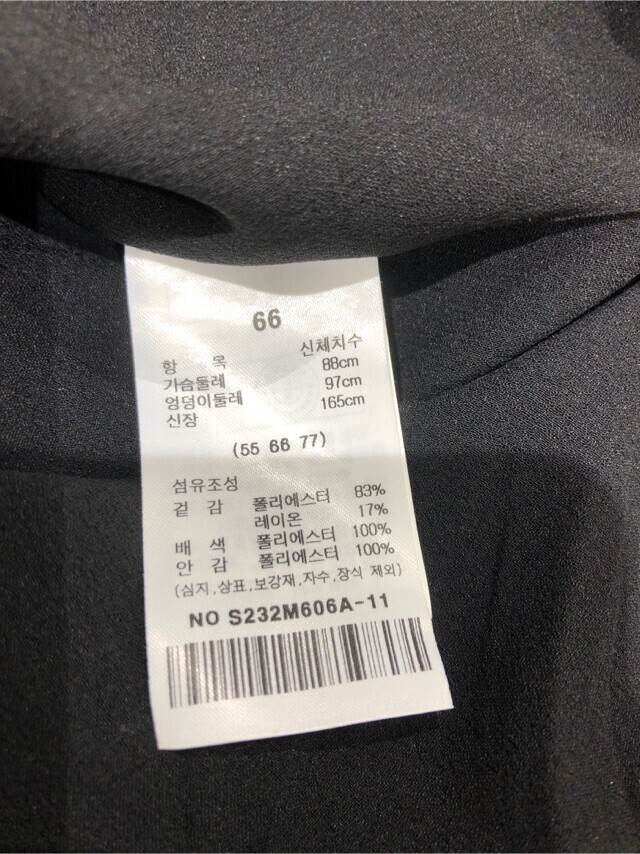 66
항 목 신체치수
가슴둘레 88cm
엉덩이둘레 97cm
신장 165cm
(55 66 77)
섬유조성
겉 감 폴리에스터 83%
레이온 17%
배 색 폴리에스터 100%
안 감 폴리에스터 100%
(심지,상표,보강재,자수,장식 제외)
NO S232M606A-11